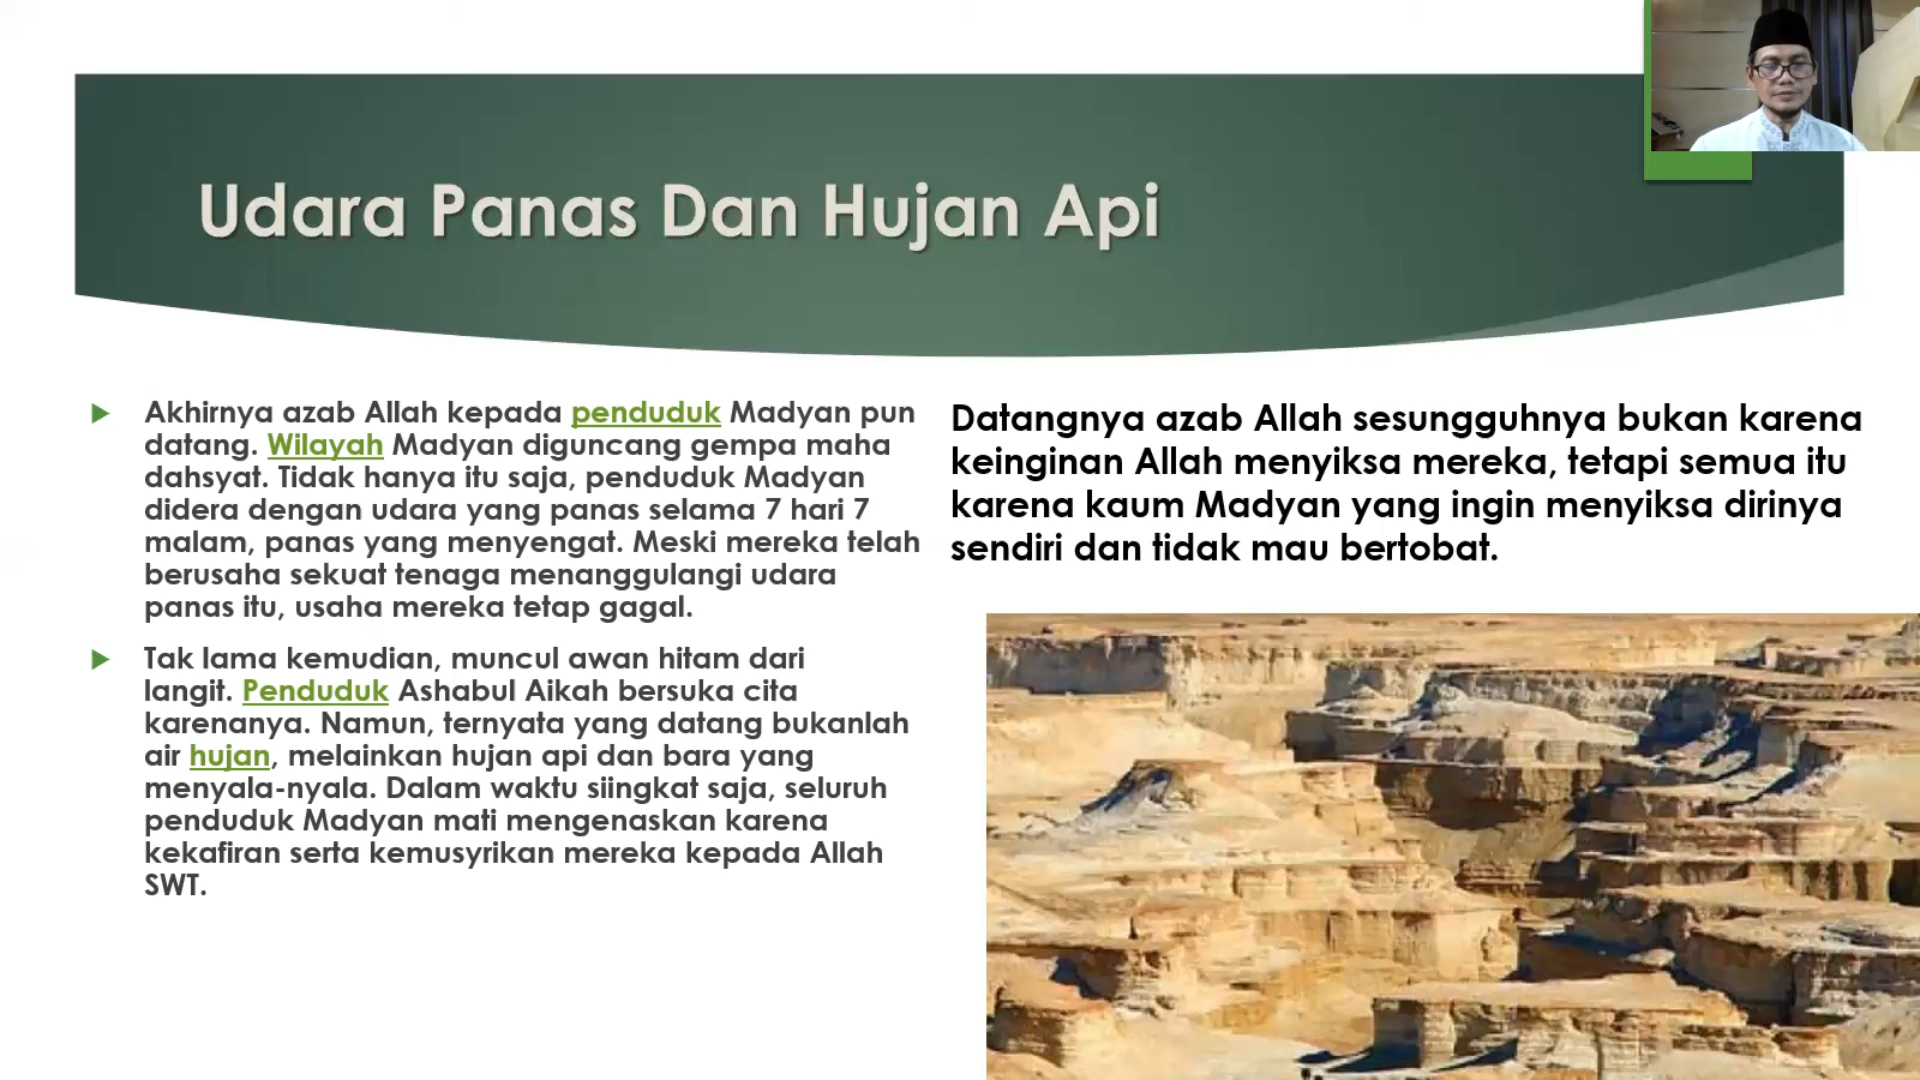 Udara Panas Dan Hujan Api
Akhirnya azab Allah kepada penduduk Madyan pun
datang. Wilayah Madyan diguncang gempa maha
dahsyat. Tidak hanya itu saja, penduduk Madyan
didera dengan udara yang panas selama 7 hari 7
malam, panas yang menyengat. Meski mereka telah
berusaha sekuat tenaga menanggulangi udara
panas itu, usaha mereka tetap gagal.
Tak lama kemudian, muncul awan hitam dari
langit. Penduduk Ashabul Aikah bersuka cita
karenanya. Namun, ternyata yang datang bukanlah
air hujan, melainkan hujan api dan bara yang
menyala-nyala. Dalam waktu siingkat saja, seluruh
penduduk Madyan mati mengenaskan karena
kekafiran serta kemusyrikan mereka kepada Allah
SWT.
Datangnya azab Allah sesungguhnya bukan karena
keinginan Allah menyiksa mereka, tetapi semua itu
karena kaum Madyan yang ingin menyiksa dirinya
sendiri dan tidak mau bertobat.